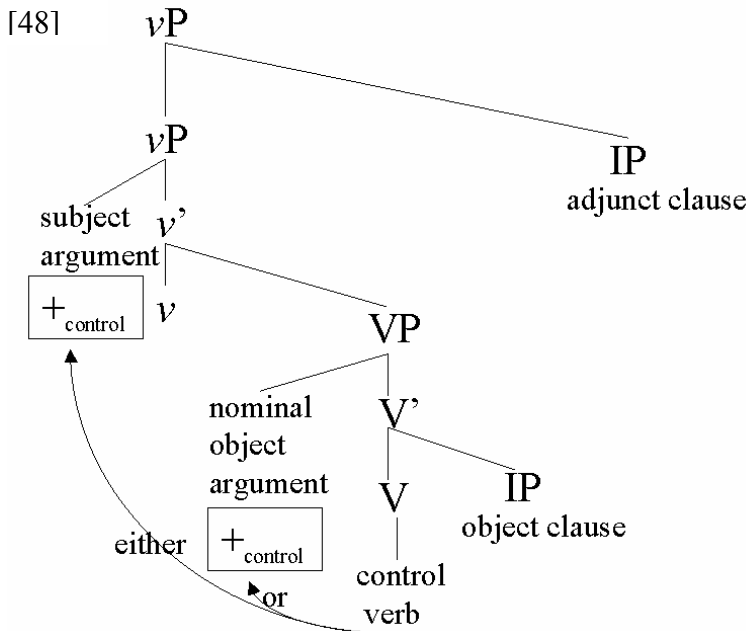 [48]
vP
vP
IP
adjunct clause
subject
argument
v’
+control
v
VP
nominal
object
argument
V’
+control
V
IP
object clause
either
or
control
verb